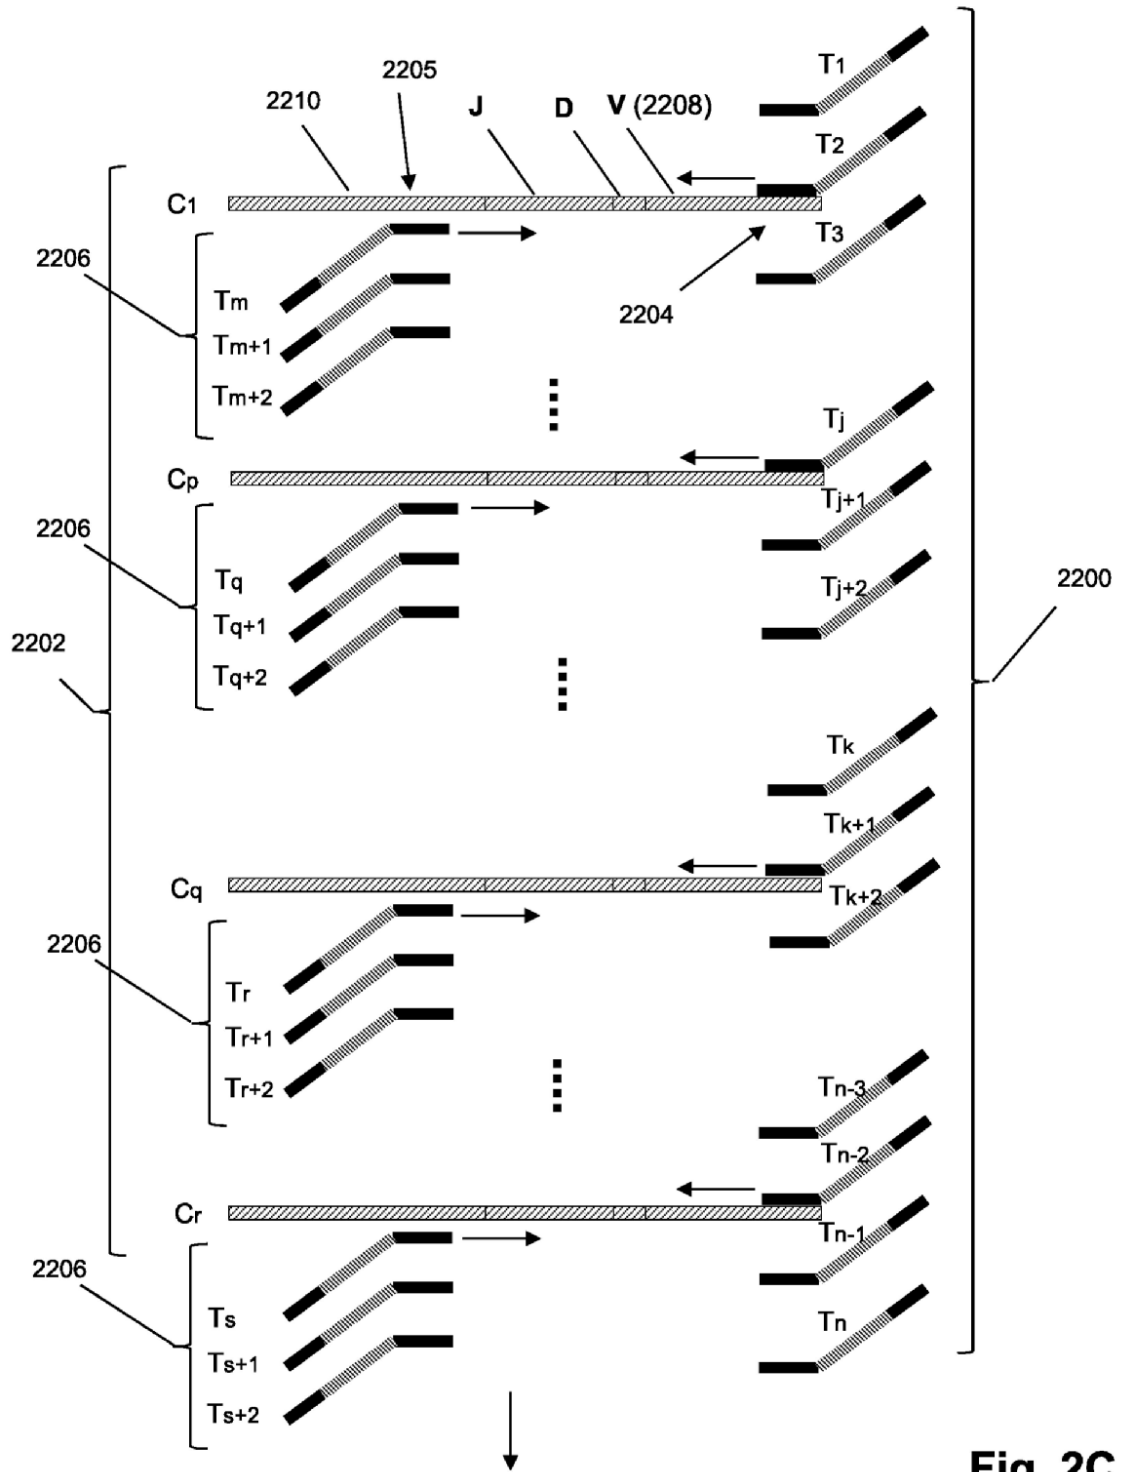 T1
2205
2210
J
D
V (2208)
T2
C1
T3
2206
Tm
2204
Tm+1
Tm+2
Tj
Cp
Tj+1
2206
Tq
Tj+2
2200
Tq+1
2202
Tq+2
Tk
Tk+1
Cq
Tk+2
2206
Tr
Tr+1
Tr+2
Tn-3
Tn-2
Cr
Tn-1
2206
Ts
Tn
Ts+1
Ts+2
Fig. 2C